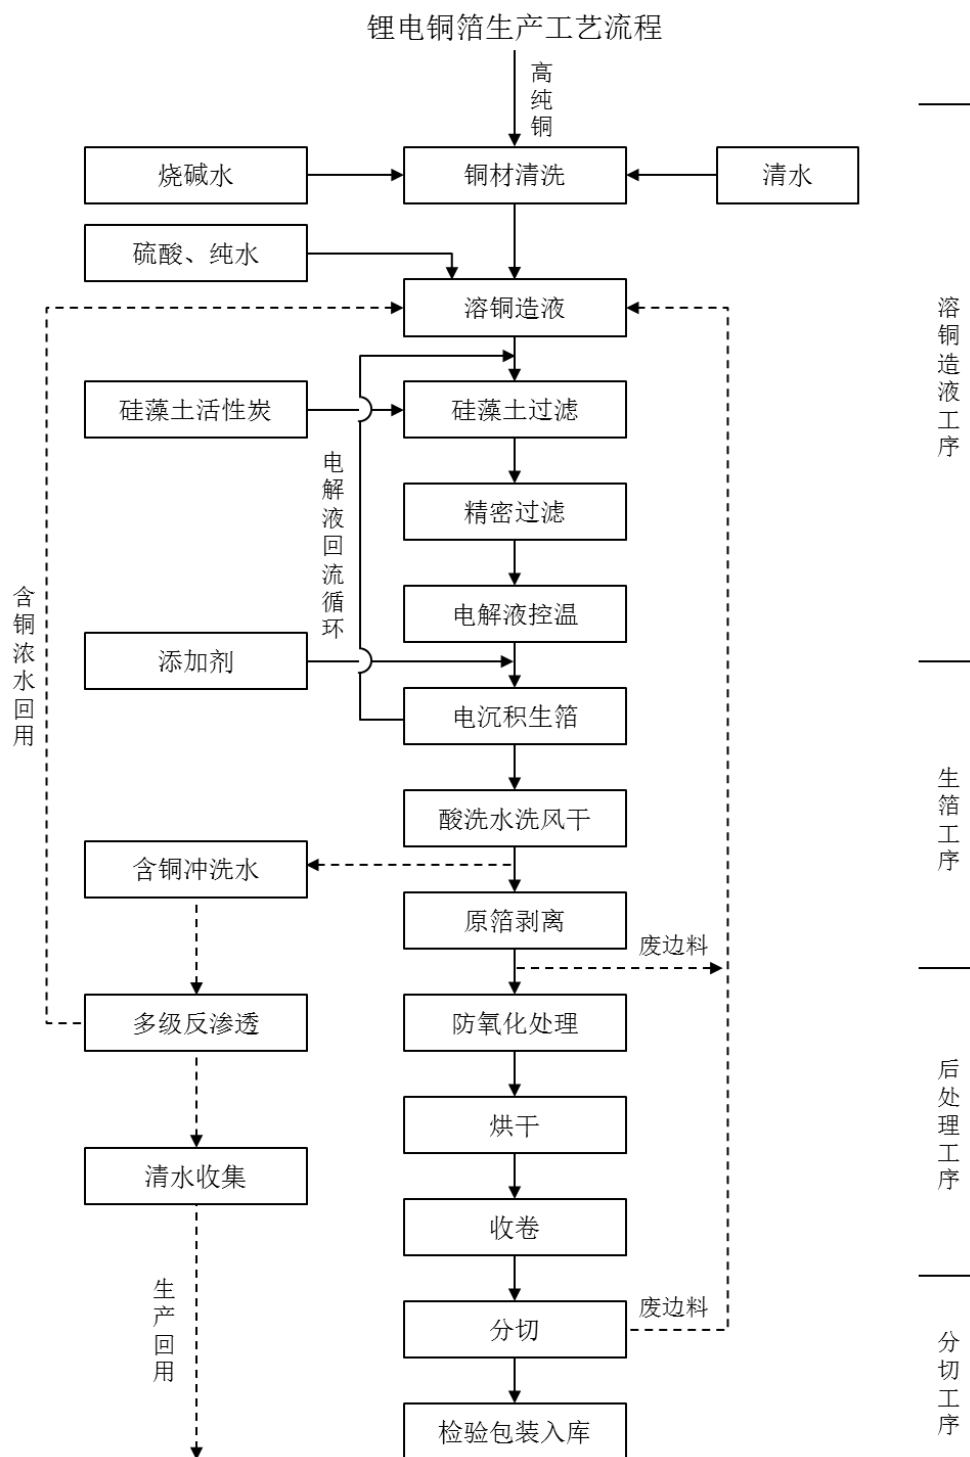 锂电铜箔生产工艺流程
高纯铜
烧碱水
铜材清洗
清水
硫酸、纯水
溶铜造液
溶铜造液工序
硅藻土活性炭
硅藻土过滤
电解液回流循环
精密过滤
含铜浓水回用
电解液控温
添加剂
电沉积生箔
生箔工序
酸洗水洗风干
含铜冲洗水
原箔剥离
废边料
多级反渗透
防氧化处理
后处理工序
烘干
清水收集
收卷
生产回用
分切
废边料
分切工序
检验包装入库